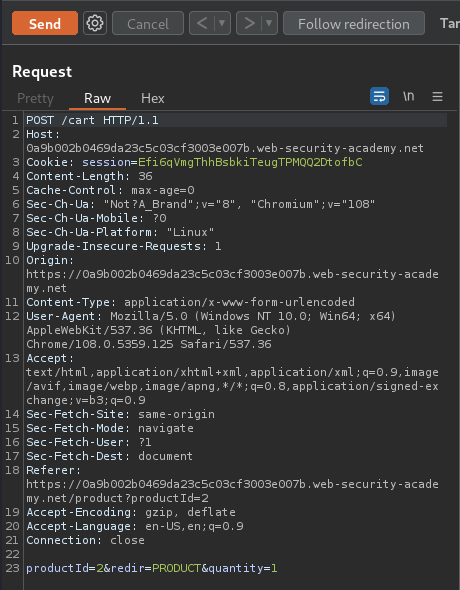 Send Cancel < > Follow redirection Tar
Request
Pretty Raw Hex \n
1 POST /cart HTTP/1.1
2 Host:
0a9b002b0469da23c5c03cf3003e007b.web-security-academy.net
3 Cookie: session=Efi6qVmgThhBsbkiTeugTPMQQ2DtofbC
4 Content-Length: 36
5 Cache-Control: max-age=0
6 Sec-Ch-Ua: "Not?A_Brand";v="8", "Chromium";v="108"
7 Sec-Ch-Ua-Mobile: ?0
8 Sec-Ch-Ua-Platform: "Linux"
9 Upgrade-Insecure-Requests: 1
10 Origin:
https://0a9b002b0469da23c5c03cf3003e007b.web-security-acade
my.net
11 Content-Type: application/x-www-form-urlencoded
12 User-Agent: Mozilla/5.0 (Windows NT 10.0; Win64; x64)
AppleWebKit/537.36 (KHTML, like Gecko)
Chrome/108.0.5359.125 Safari/537.36
13 Accept:
text/html,application/xhtml+xml,application/xml;q=0.9,image
/avif,image/webp,image/apng,*/*;q=0.8,application/signed-ex
change;v=b3;q=0.9
14 Sec-Fetch-Site: same-origin
15 Sec-Fetch-Mode: navigate
16 Sec-Fetch-User: ?1
17 Sec-Fetch-Dest: document
18 Referer:
https://0a9b002b0469da23c5c03cf3003e007b.web-security-acade
my.net/product?productId=2
19 Accept-Encoding: gzip, deflate
20 Accept-Language: en-US,en;q=0.9
21 Connection: close
22
23 productId=2&redir=PRODUCT&quantity=1